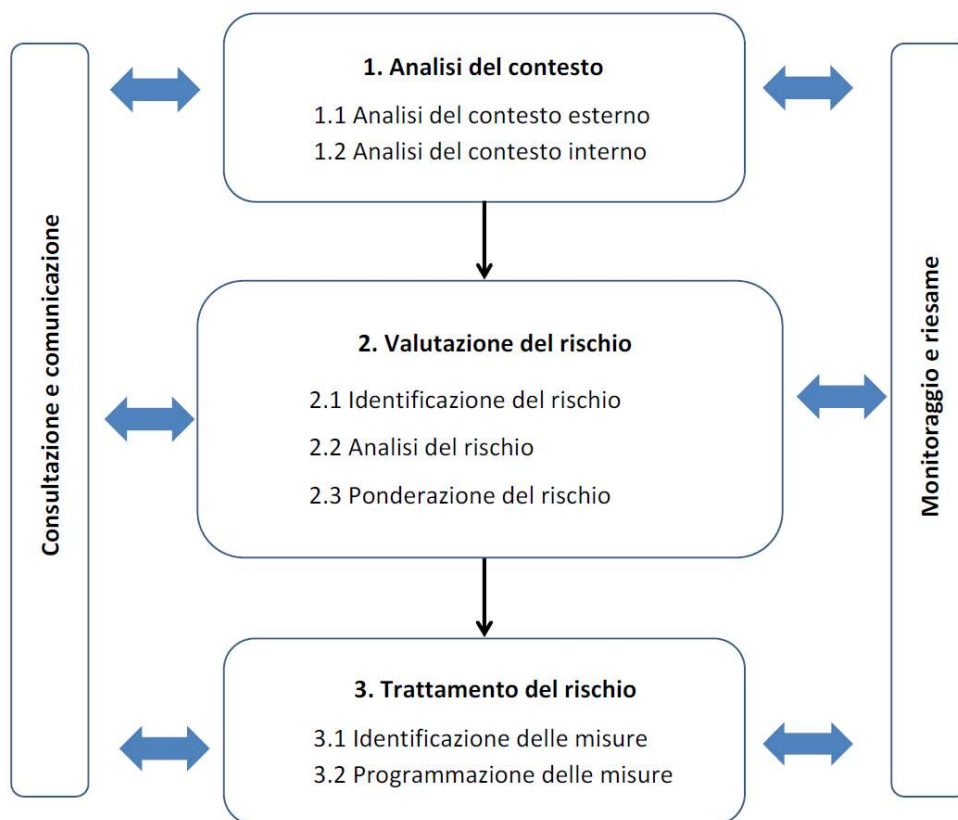 Consultazione e comunicazione
1. Analisi del contesto
1.1 Analisi del contesto esterno
1.2 Analisi del contesto interno
2. Valutazione del rischio
2.1 Identificazione del rischio
2.2 Analisi del rischio
2.3 Ponderazione del rischio
3. Trattamento del rischio
3.1 Identificazione delle misure
3.2 Programmazione delle misure
Monitoraggio e riesame